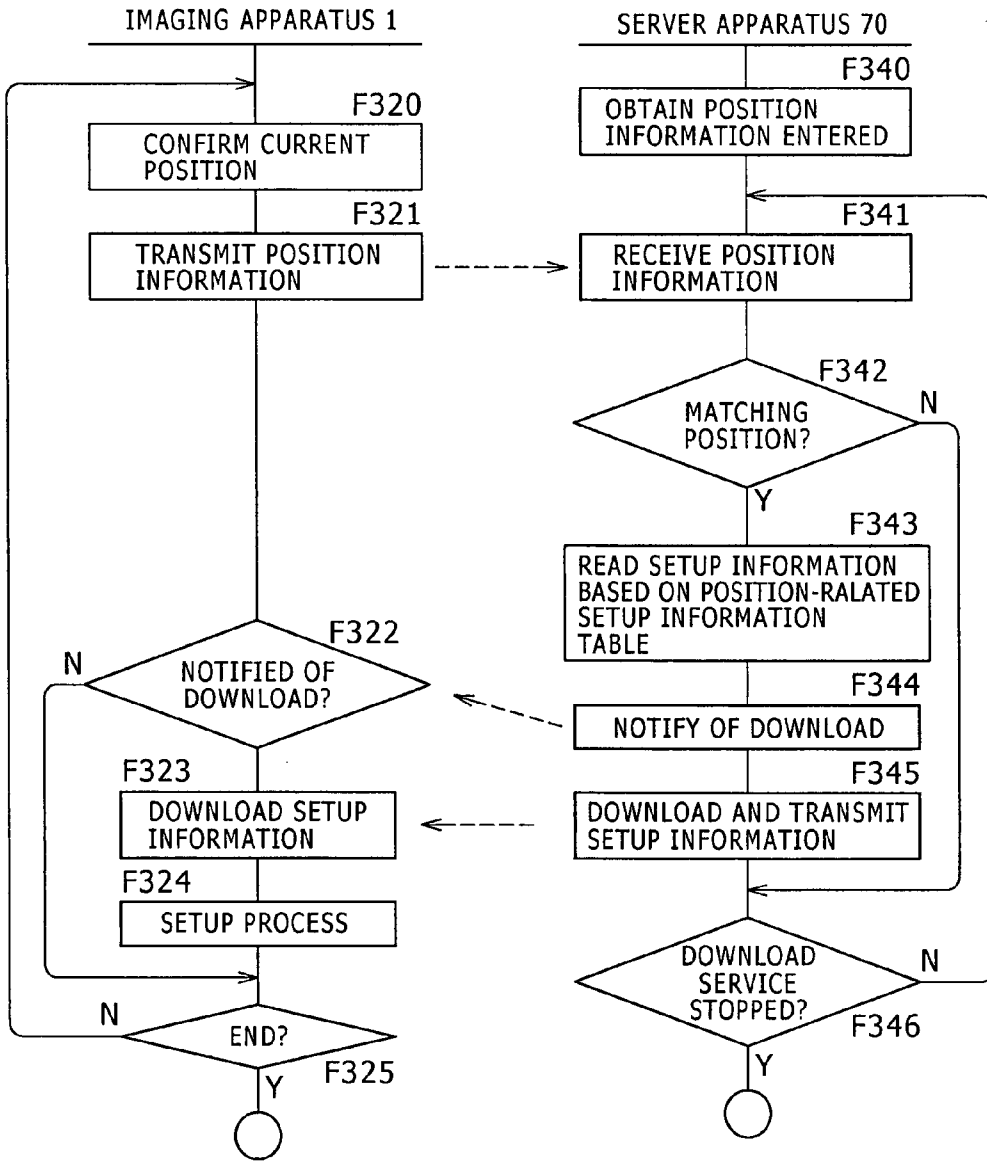 IMAGING APPARATUS 1
F320
CONFIRM CURRENT
POSITION
F321
TRANSMIT POSITION
INFORMATION
F322
N
NOTIFIED OF
DOWNLOAD?
F323
DOWNLOAD SETUP
INFORMATION
F324
SETUP PROCESS
N
END?
F325
Y
SERVER APPARATUS 70
F340
OBTAIN POSITION
INFORMATION ENTERED
F341
RECEIVE POSITION
INFORMATION
F342
N
MATCHING
POSITION?
Y
F343
READ SETUP INFORMATION
BASED ON POSITION-RALATED
SETUP INFORMATION
TABLE
F344
NOTIFY OF DOWNLOAD
F345
DOWNLOAD AND TRANSMIT
SETUP INFORMATION
DOWNLOAD
SERVICE
STOPPED?
N
F346
Y